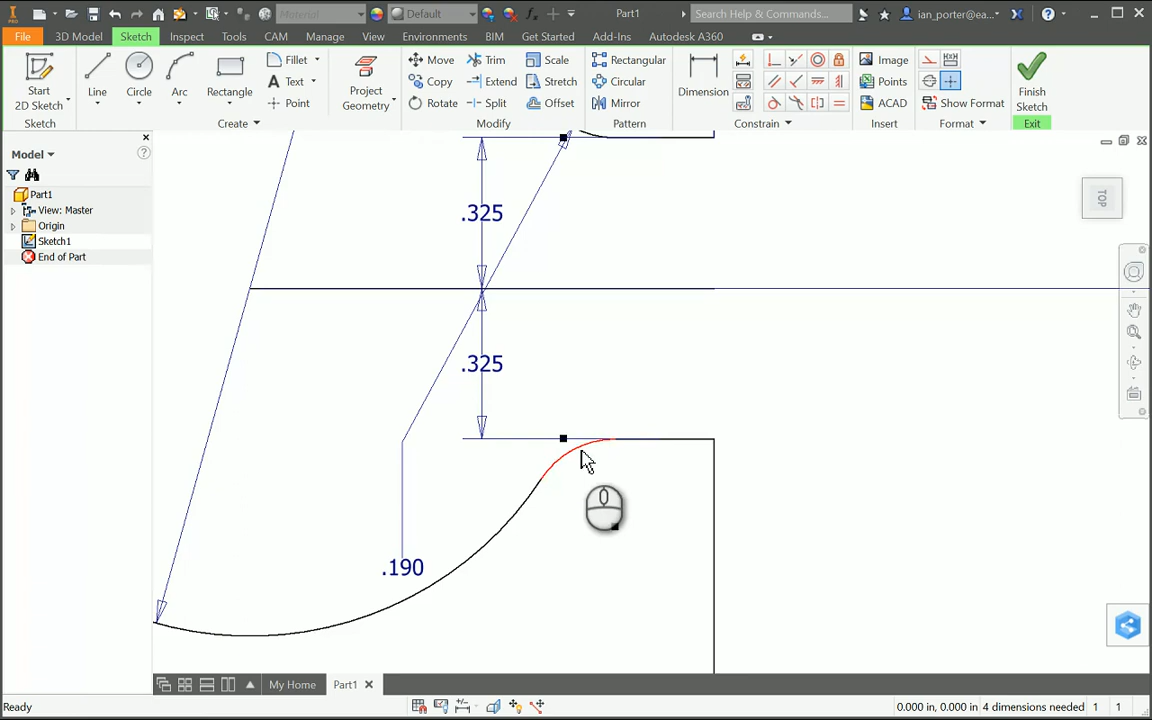 Material
Default
Part1
Search Help & Commands...
ian_porter@ea...
PRO
File
3D Model
Sketch
Inspect
Tools
CAM
Manage
View
Environments
BIM
Get Started
Add-Ins
Autodesk A360
Start
2D Sketch
Line
Circle
Arc
Rectangle
Fillet
Text
Point
Project
Geometry
Move
Copy
Rotate
Trim
Extend
Split
Scale
Stretch
Offset
Rectangular
Circular
Mirror
Dimension
Image
Points
ACAD
Show Format
Finish
Sketch
Sketch
Create
Modify
Pattern
Constrain
Insert
Format
Exit
Model
Part1
View: Master
Origin
Sketch1
End of Part
TOP
.325
.325
.190
My Home
Part1
Ready
0.000 in, 0.000 in
4 dimensions needed
1
1